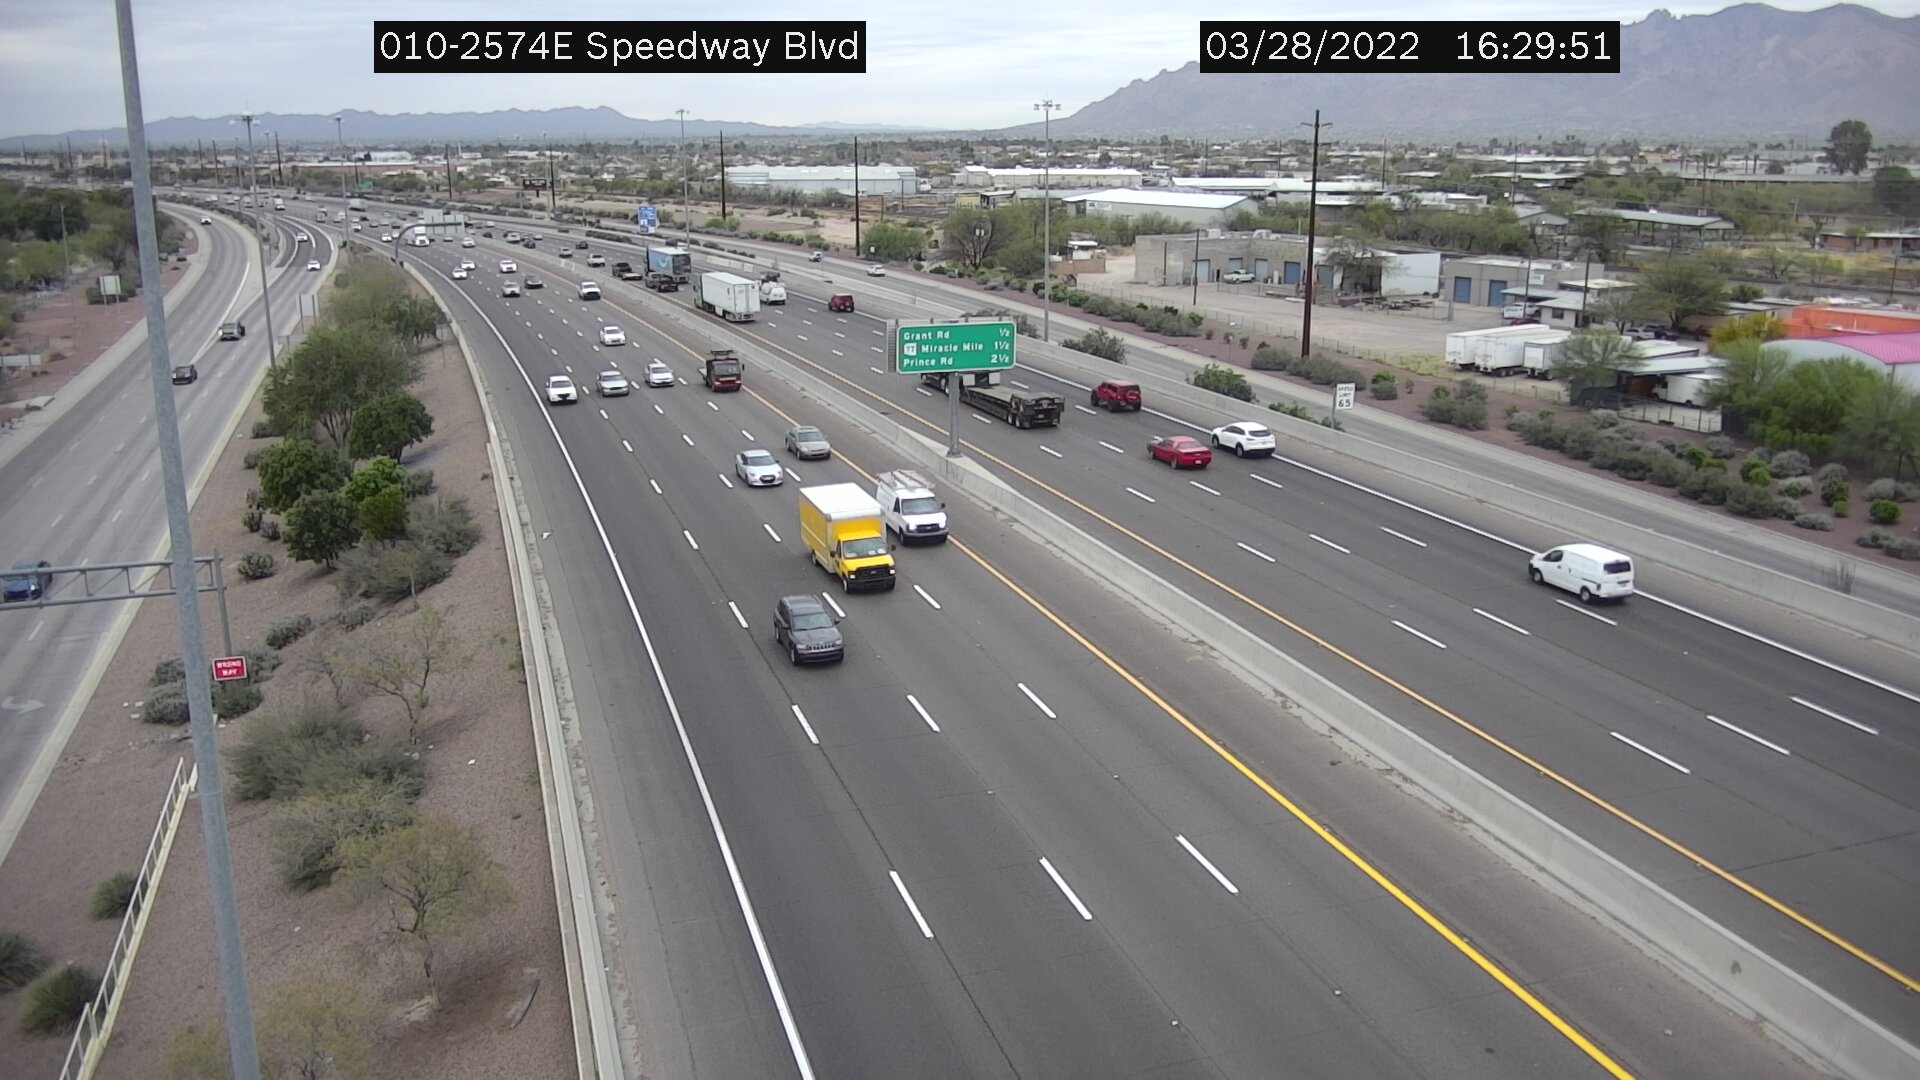 010-2574E Speedway Blvd
03/28/2022 16:29:51
Grant Rd ½
77 Miracle Mile 1½
Prince Rd 2½
SPEED
LIMIT
65
WRONG
WAY